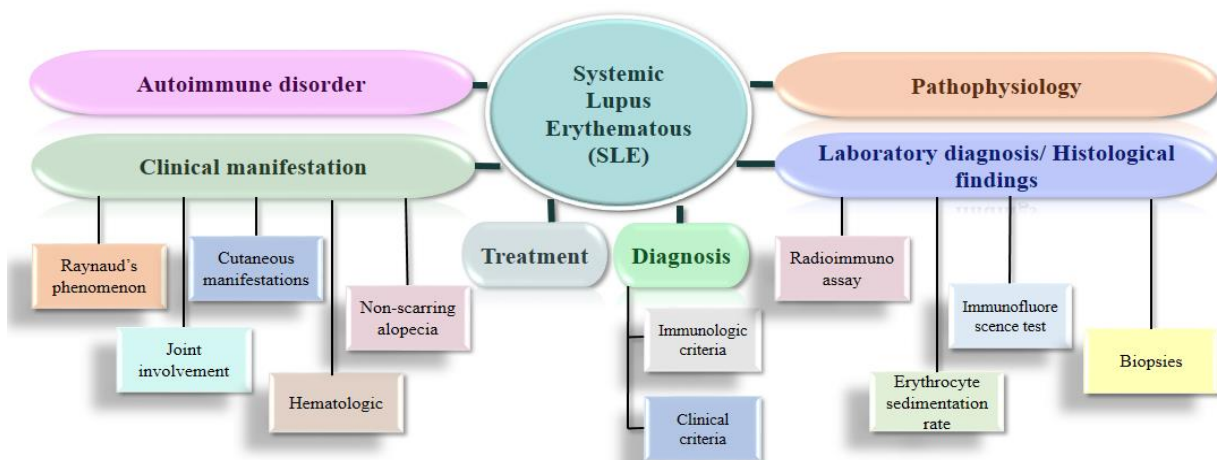 Autoimmune disorder
Systemic
Lupus
Erythematous
(SLE)
Pathophysiology
Clinical manifestation
Laboratory diagnosis/ Histological
findings
Treatment
Diagnosis
Raynaud's
phenomenon
Cutaneous
manifestations
Non-scarring
alopecia
Joint
involvement
Hematologic
Immunologic
criteria
Clinical
criteria
Radioimmuno
assay
Immunofluore
scence test
Erythrocyte
sedimentation
rate
Biopsies